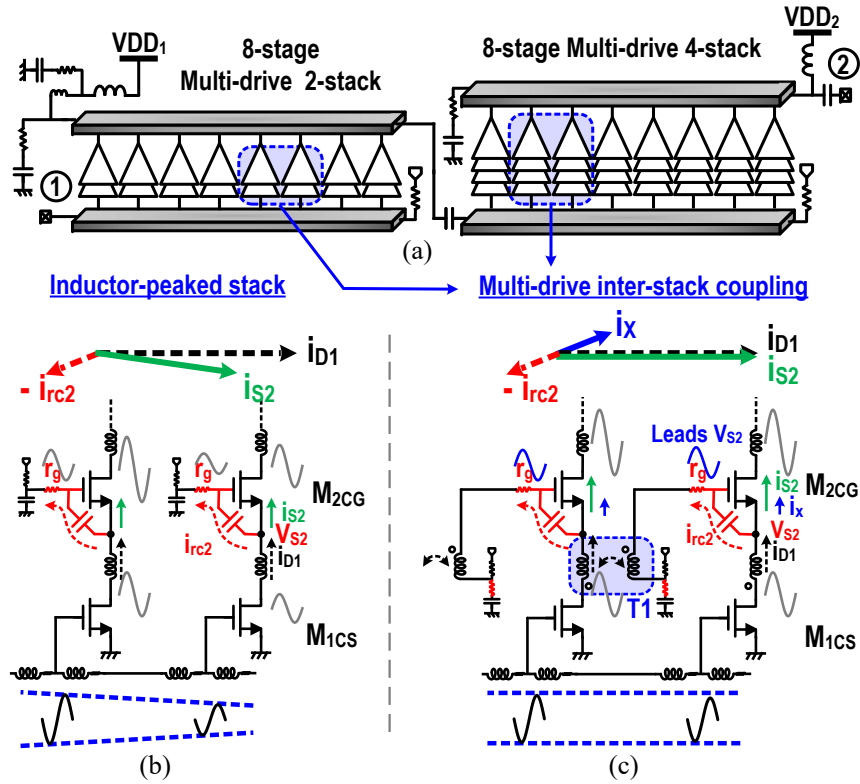 VDD1
8-stage
Multi-drive 2-stack
8-stage Multi-drive 4-stack
VDD2
2
1
(a)
Inductor-peaked stack
Multi-drive inter-stack coupling
iD1
- irc2
iS2
iX
iD1
- irc2
iS2
rg
rg
M2CG
irc2
iS2
VS2
iD1
M1CS
Leads VS2
rg
rg
M2CG
iS2
ix
irc2
VS2
iD1
T1
M1CS
(b)
(c)